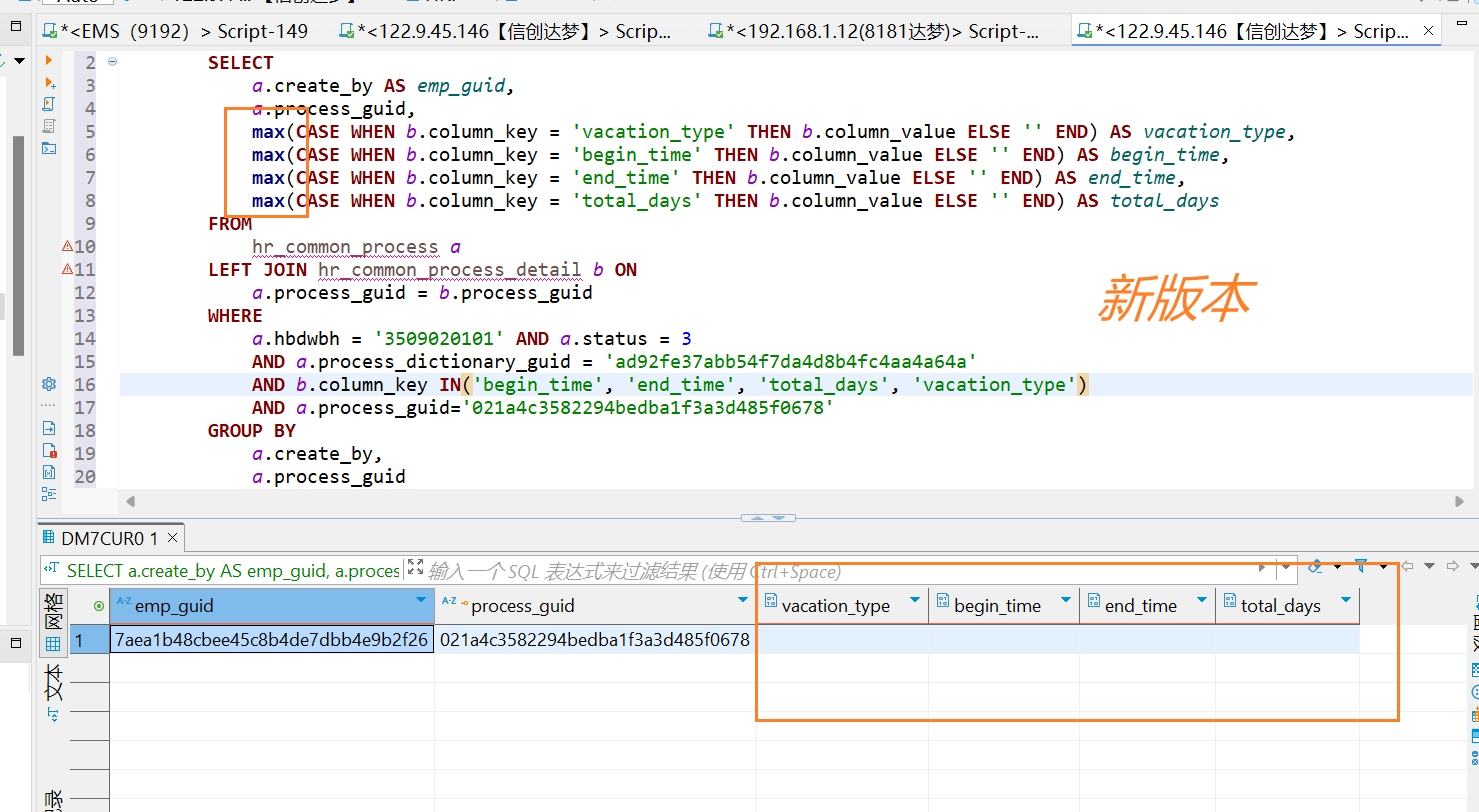 *<EMS（9192）> Script-149
*<122.9.45.146【信创达梦】> Scrip...
*<192.168.1.12(8181达梦)> Script-...
*<122.9.45.146【信创达梦】> Scrip...
2 SELECT
3 a.create_by AS emp_guid,
4 a.process_guid,
5 max(CASE WHEN b.column_key = 'vacation_type' THEN b.column_value ELSE '' END) AS vacation_type,
6 max(CASE WHEN b.column_key = 'begin_time' THEN b.column_value ELSE '' END) AS begin_time,
7 max(CASE WHEN b.column_key = 'end_time' THEN b.column_value ELSE '' END) AS end_time,
8 max(CASE WHEN b.column_key = 'total_days' THEN b.column_value ELSE '' END) AS total_days
9 FROM
10 hr_common_process a
11 LEFT JOIN hr_common_process_detail b ON
12 a.process_guid = b.process_guid
13 WHERE
14 a.hbdwbh = '3509020101' AND a.status = 3
15 AND a.process_dictionary_guid = 'ad92fe37abb54f7da4d8b4fc4aa4a64a'
16 AND b.column_key IN('begin_time', 'end_time', 'total_days', 'vacation_type')
17 AND a.process_guid='021a4c3582294bedba1f3a3d485f0678'
18 GROUP BY
19 a.create_by,
20 a.process_guid
新版本
DM7CUR0 1
SELECT a.create_by AS emp_guid, a.proces
输入一个 SQL 表达式来过滤结果 (使用 Ctrl+Space)
网格
文本
emp_guid process_guid vacation_type begin_time end_time total_days
1 7aea1b48cbee45c8b4de7dbb4e9b2f26 021a4c3582294bedba1f3a3d485f0678